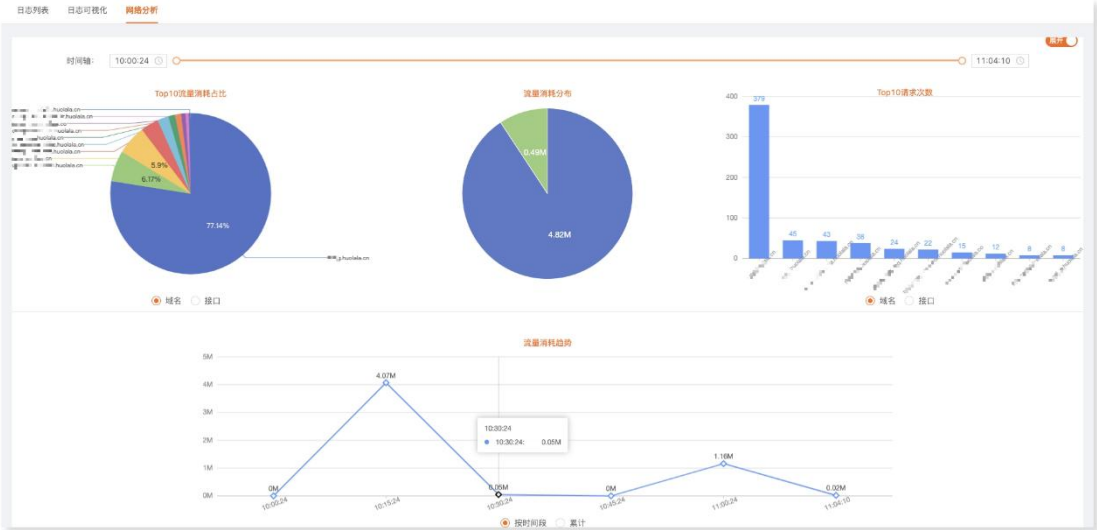 日志列表 日志可视化 网络分析
展开
时间轴: 10:00:24 11:04:10
Top10流量消耗占比
huolala.cn
huolala.cn
huolala.cn
huolala.cn
huolala.cn
5.9%
6.17%
77.14%
huolala.cn
域名 接口
流量消耗分布
0.49M
4.82M
Top10请求次数
400
300
200
100
0
379
45
43
38
24
22
15
12
8
8
域名 接口
流量消耗趋势
5M
4M
3M
2M
1M
0M
0M
4.07M
0.05M
0M
1.16M
0.02M
10:30:24
10:30:24: 0.05M
10:00:24
10:15:24
10:30:24
10:45:24
11:00:24
11:04:10
按时间段 累计